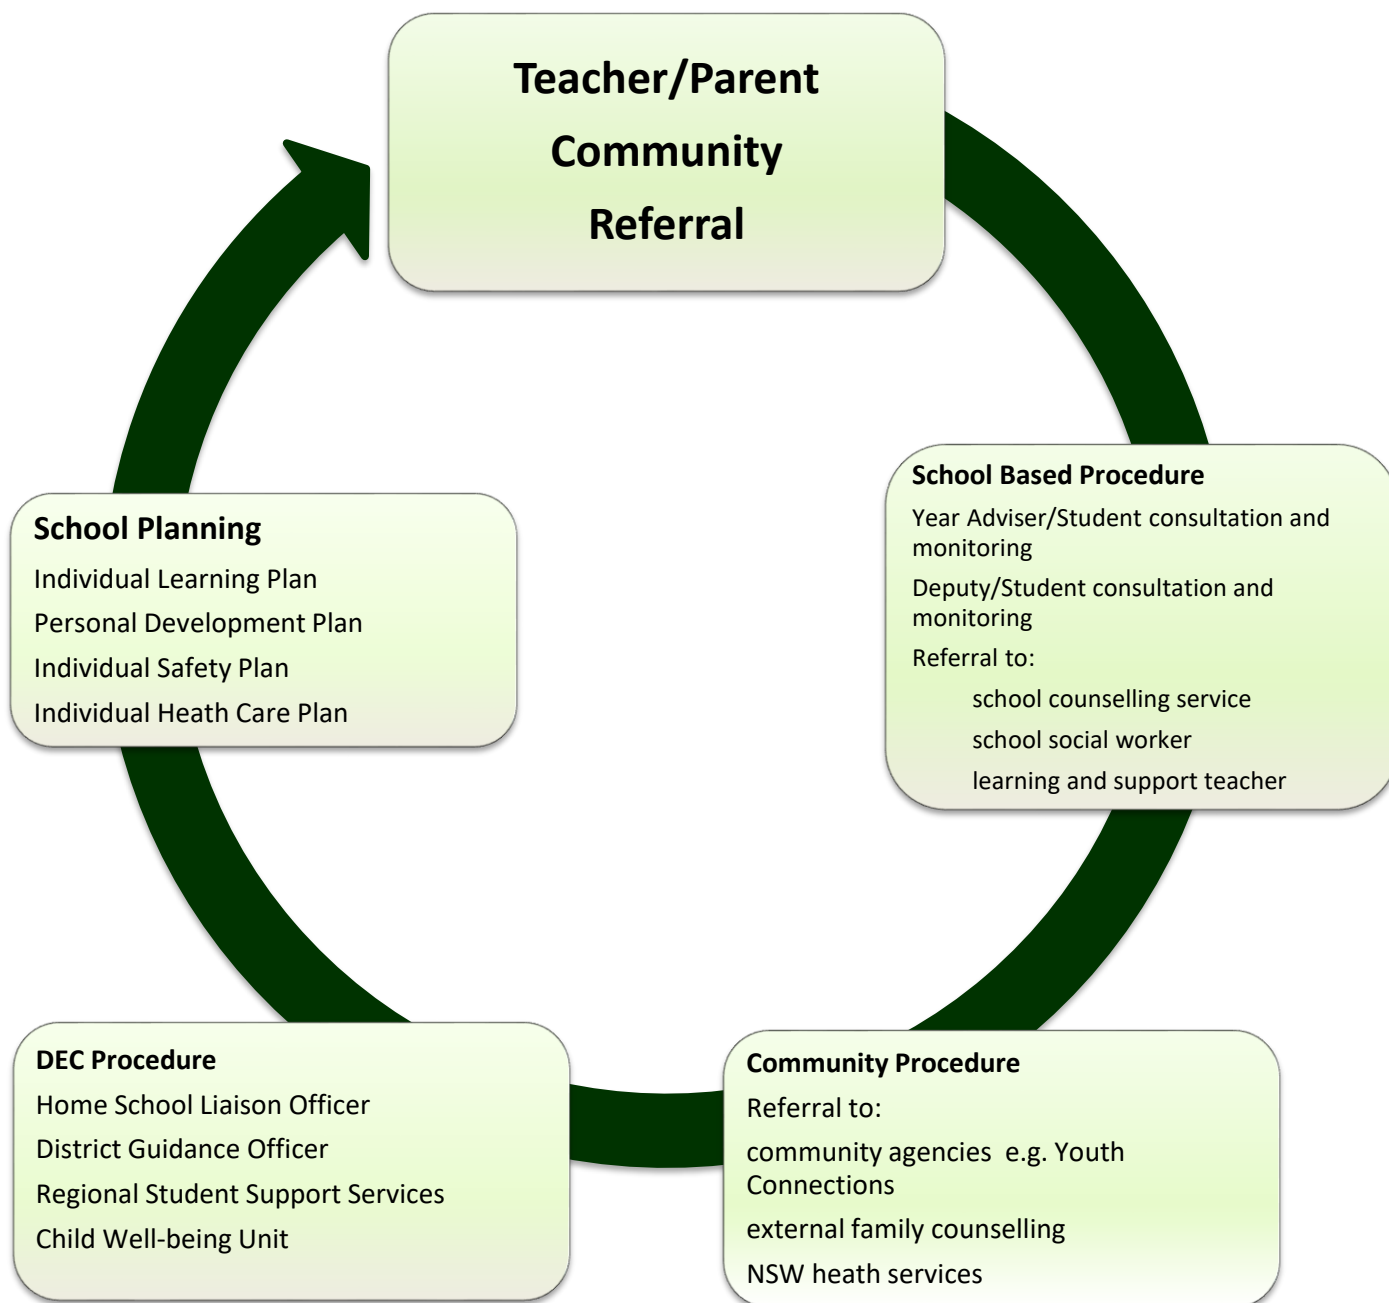 Teacher/Parent
Community
Referral
School Based Procedure
Year Adviser/Student consultation and
monitoring
Deputy/Student consultation and
monitoring
Referral to:
school counselling service
school social worker
learning and support teacher
Community Procedure
Referral to:
community agencies  e.g. Youth
Connections
external family counselling
NSW heath services
DEC Procedure
Home School Liaison Officer
District Guidance Officer
Regional Student Support Services
Child Well-being Unit
School Planning
Individual Learning Plan
Personal Development Plan
Individual Safety Plan
Individual Heath Care Plan